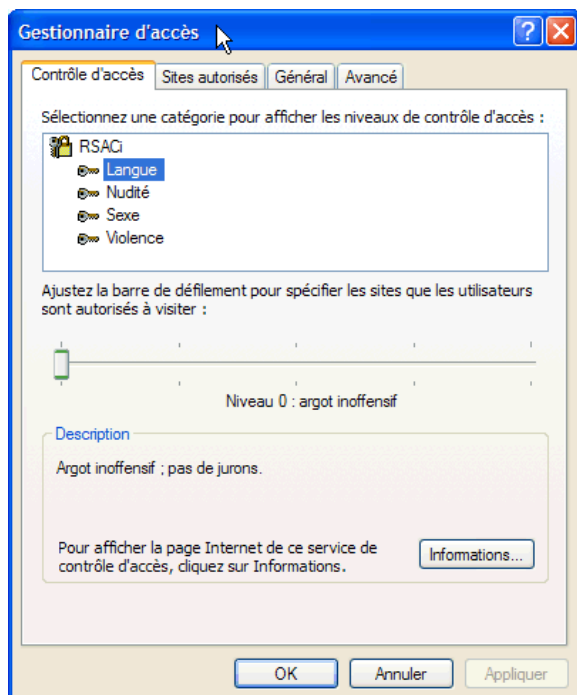 Gestionnaire d'accès
Contrôle d'accès Sites autorisés Général Avancé
Sélectionnez une catégorie pour afficher les niveaux de contrôle d'accès :
RSACi
Langue
Nudité
Sexe
Violence
Ajustez la barre de défilement pour spécifier les sites que les utilisateurs
sont autorisés à visiter :
Niveau 0 : argot inoffensif
Description
Argot inoffensif ; pas de jurons.
Pour afficher la page Internet de ce service de
contrôle d'accès, cliquez sur Informations.
Informations...
OK Annuler Appliquer